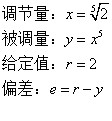 调节量：x = ⁵√2
被调量：y = x⁵
给定值：r = 2
偏差：e = r − y